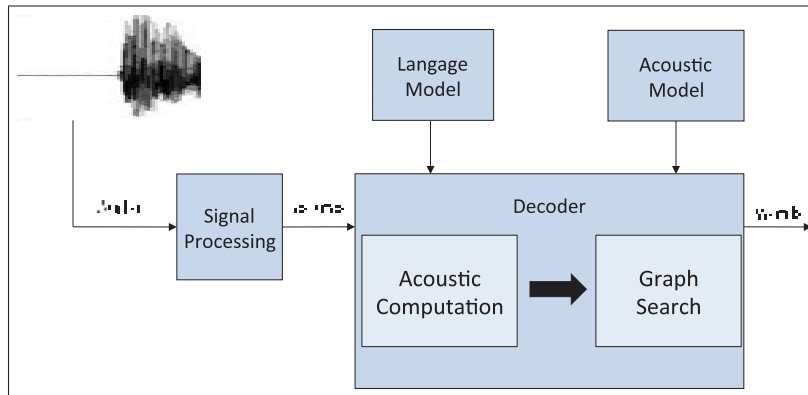 Langage
Model
Acoustic
Model
Signal
Processing
Decoder
Acoustic
Computation
Graph
Search